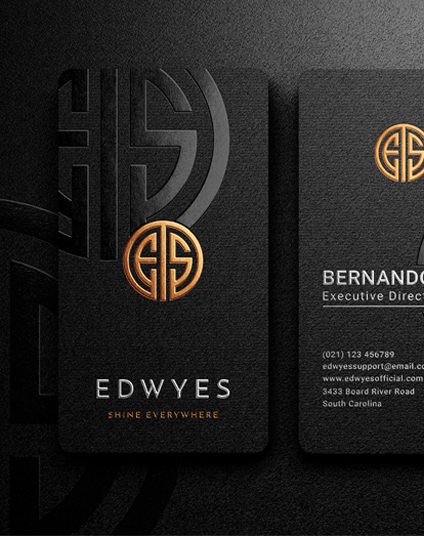 EDWYES
SHINE EVERYWHERE
BERNANDO
Executive Direct
(021) 123 456789
edwyessupport@email.co
www.edwyesofficial.com
3433 Board River Road
South Carolina